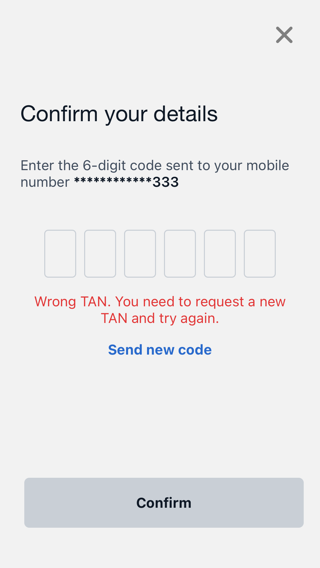 Confirm your details
Enter the 6-digit code sent to your mobile
number ************333
Wrong TAN. You need to request a new
TAN and try again.
Send new code
Confirm